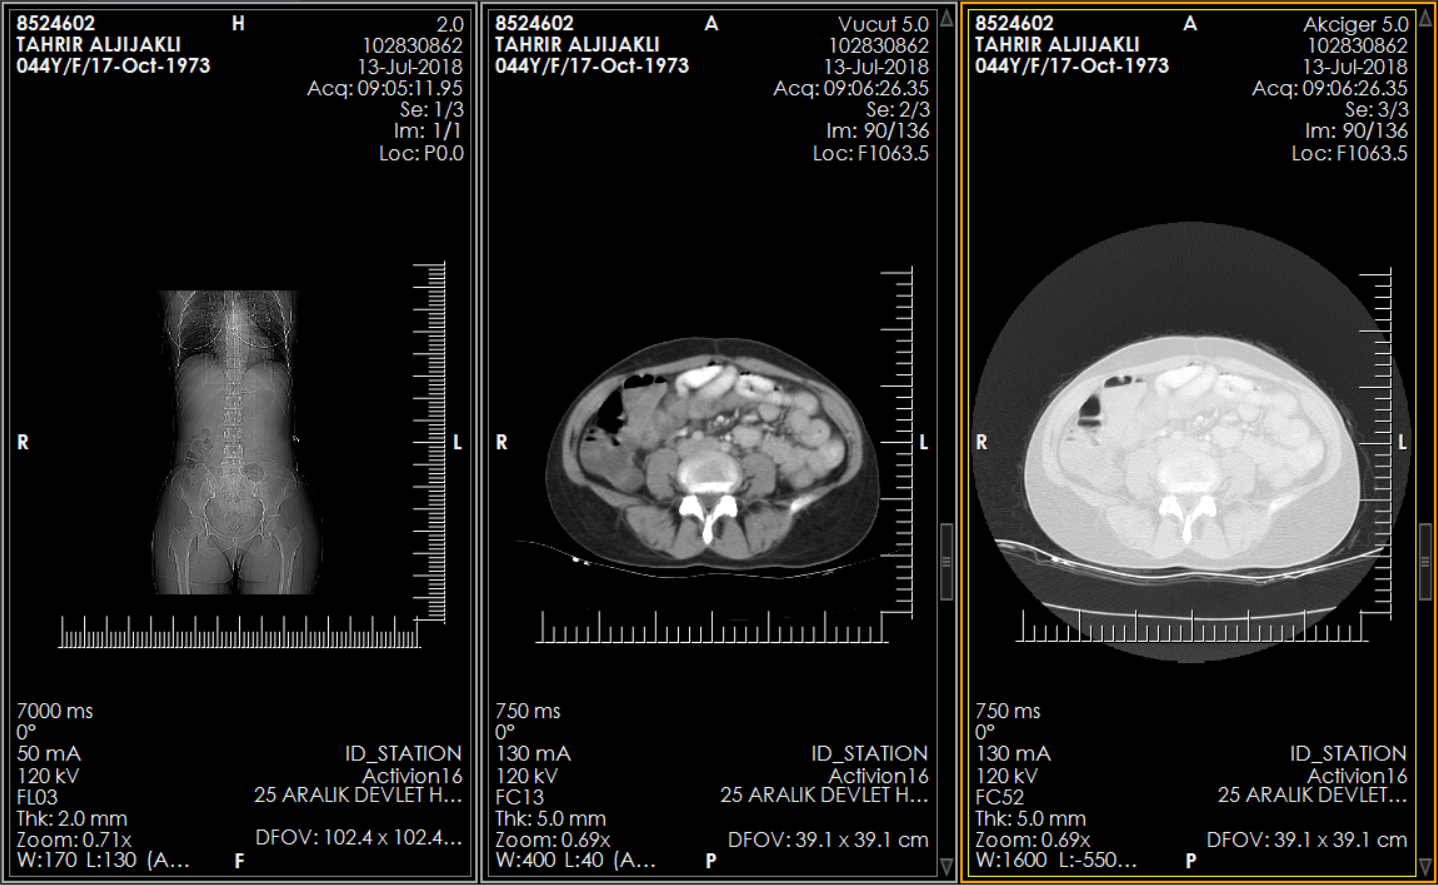 8524602 H 2.0
TAHRIR ALJIJAKLI 102830862
044Y/F/17-Oct-1973 13-Jul-2018
Acq: 09:05:11.95
Se: 1/3
Im: 1/1
Loc: P0.0
R L
7000 ms
0°
50 mA ID_STATION
120 kV Activion16
FL03 25 ARALIK DEVLET H...
Thk: 2.0 mm
Zoom: 0.71x DFOV: 102.4 x 102.4...
W:170 L:130 (A... F
8524602 A Vucut 5.0
TAHRIR ALJIJAKLI 102830862
044Y/F/17-Oct-1973 13-Jul-2018
Acq: 09:06:26.35
Se: 2/3
Im: 90/136
Loc: F1063.5
R L
750 ms
0°
130 mA ID_STATION
120 kV Activion16
FC13 25 ARALIK DEVLET H...
Thk: 5.0 mm
Zoom: 0.69x DFOV: 39.1 x 39.1 cm
W:400 L:40 (A... P
8524602 A Akciger 5.0
TAHRIR ALJIJAKLI 102830862
044Y/F/17-Oct-1973 13-Jul-2018
Acq: 09:06:26.35
Se: 3/3
Im: 90/136
Loc: F1063.5
R L
750 ms
0°
130 mA ID_STATION
120 kV Activion16
FC52 25 ARALIK DEVLET...
Thk: 5.0 mm
Zoom: 0.69x DFOV: 39.1 x 39.1 cm
W:1600 L:-550... P